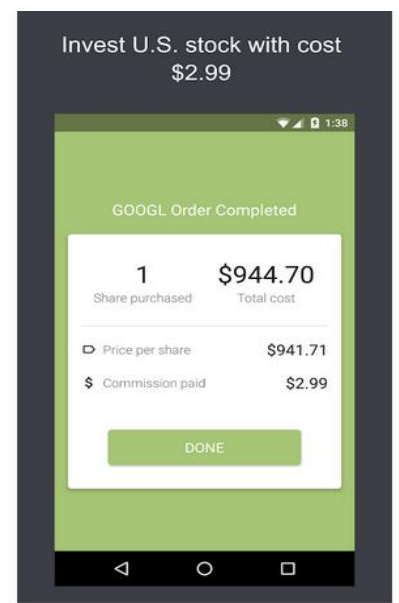 Invest U.S. stock with cost
$2.99
1:38
GOOGL Order Completed
1 $944.70
Share purchased Total cost
Price per share $941.71
$ Commission paid $2.99
DONE